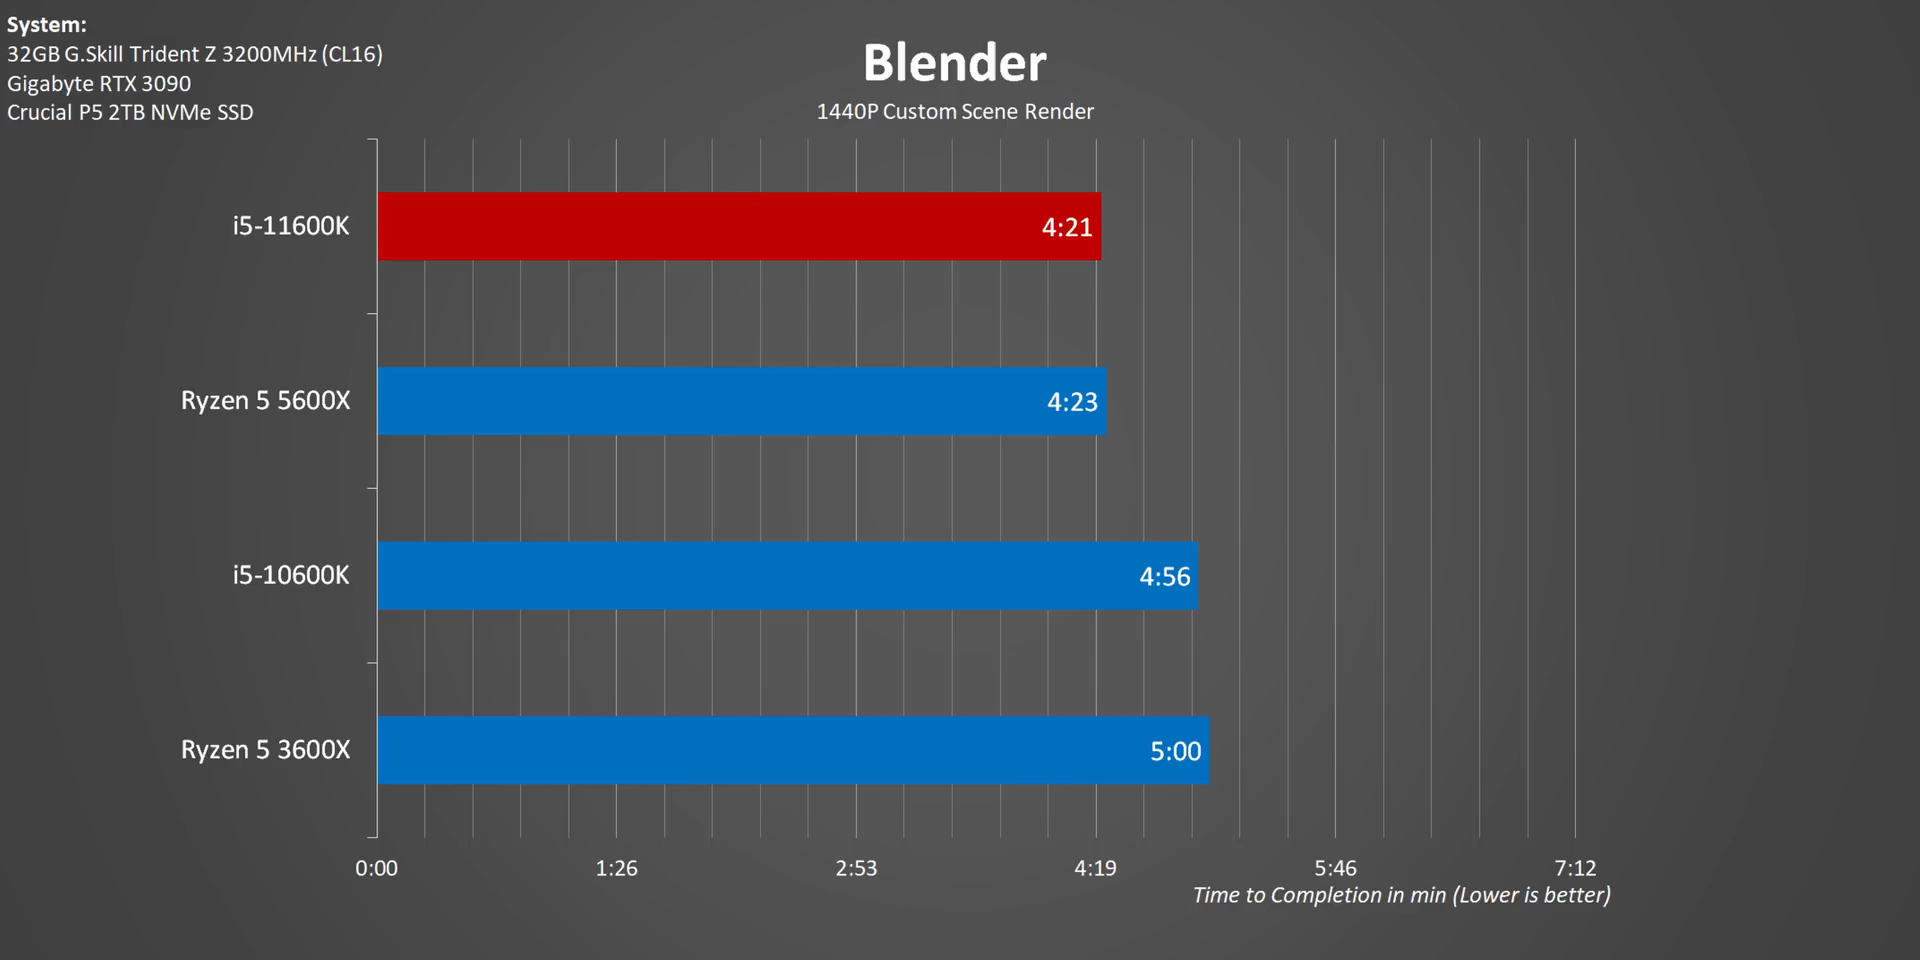 System:
32GB G.Skill Trident Z 3200MHz (CL16)
Gigabyte RTX 3090
Crucial P5 2TB NVMe SSD
Blender
1440P Custom Scene Render
i5-11600K
4:21
Ryzen 5 5600X
4:23
i5-10600K
4:56
Ryzen 5 3600X
5:00
0:00 1:26 2:53 4:19 5:46 7:12
Time to Completion in min (Lower is better)